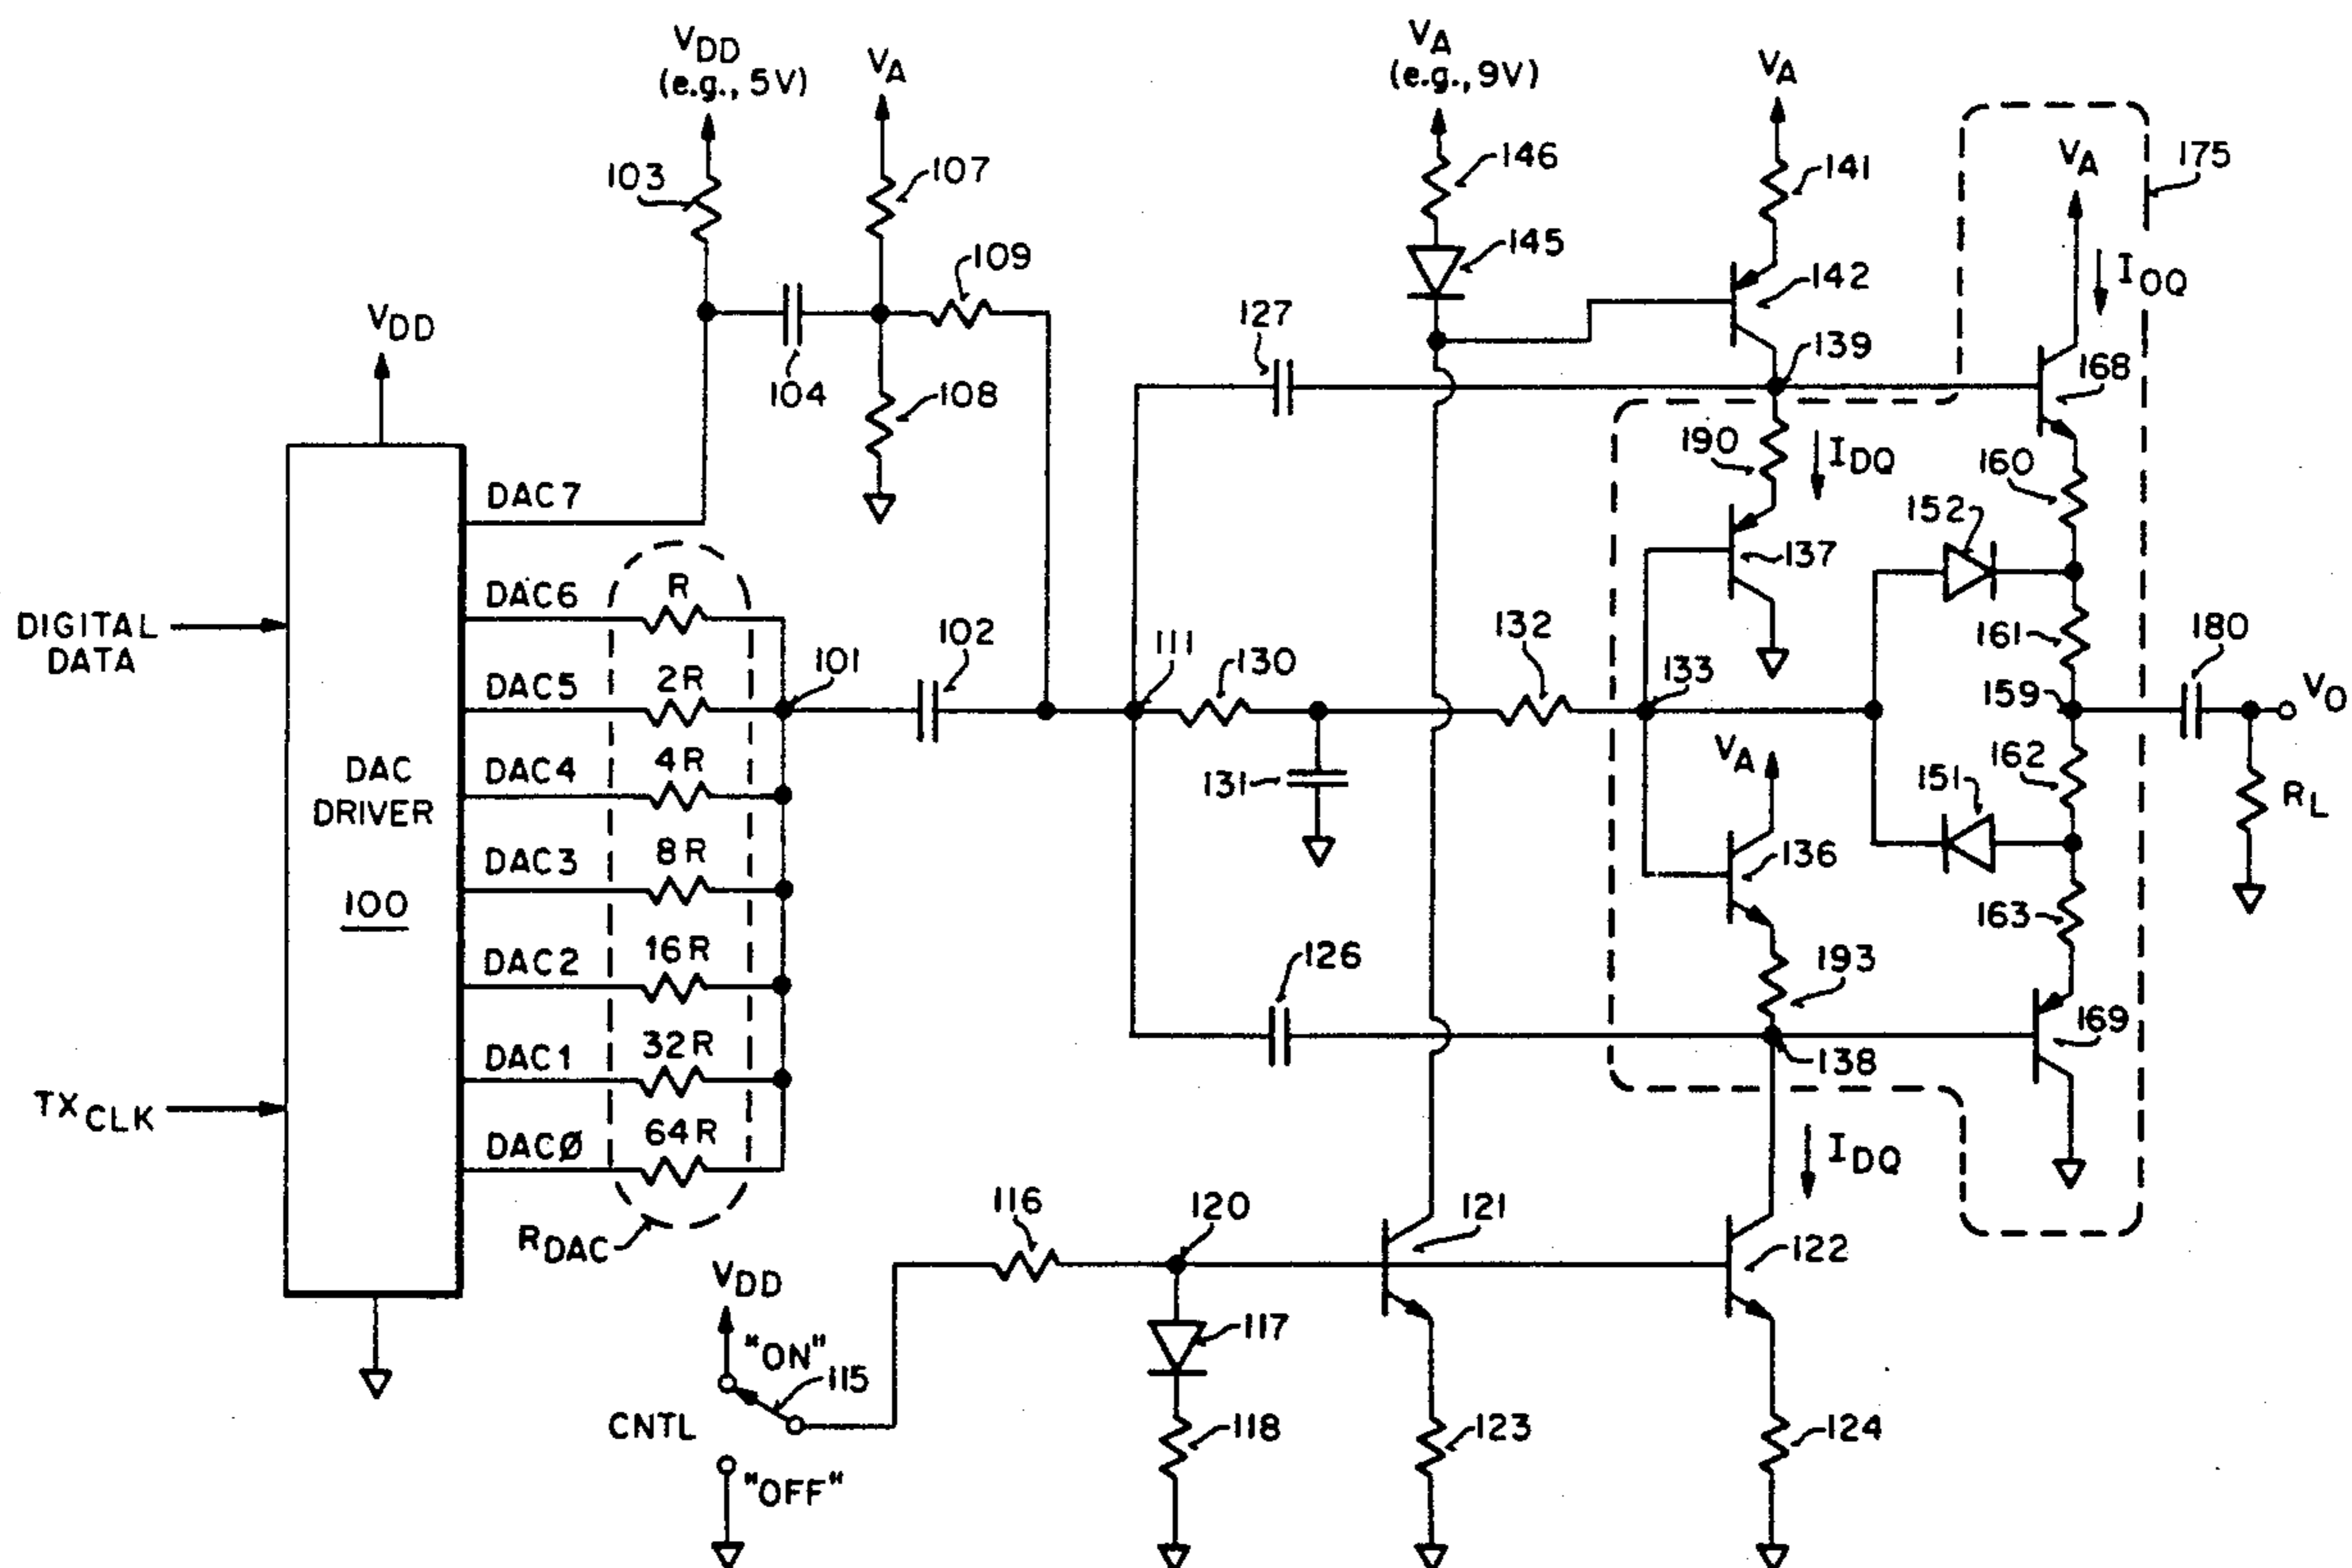 VDD
(e.g., 5V)
VA
VA
(e.g., 9V)
VA
VA
175
103
107
146
141
145
142
IOQ
109
VDD
104
108
127
139
168
190
IDQ
160
DAC7
152
137
DAC6
R
DIGITAL
DATA
DAC5
2R
101
102
111
130
132
133
161
180
159
VO
DAC
DRIVER
100
DAC4
4R
131
VA
162
151
RL
DAC3
8R
136
163
DAC2
16R
126
193
169
DAC1
32R
138
TXCLK
DACØ
64R
IDQ
RDAC
116
120
121
122
VDD
"ON"
115
117
CNTL
118
123
124
"OFF"